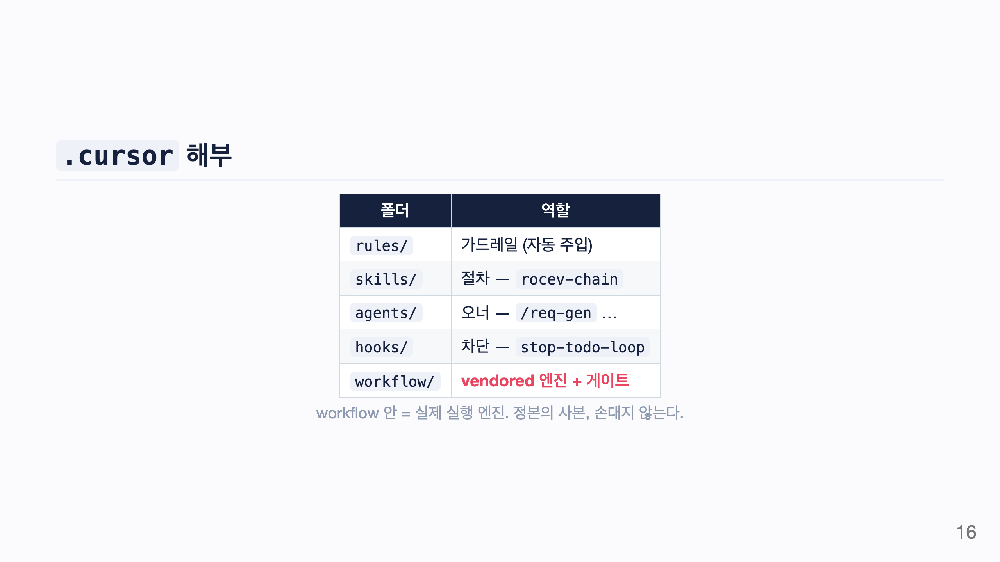 .cursor 해부
폴더 역할
rules/ 가드레일 (자동 주입)
skills/ 절차 — rocev-chain
agents/ 오너 — /req-gen ...
hooks/ 차단 — stop-todo-loop
workflow/ vendored 엔진 + 게이트
workflow 안 = 실제 실행 엔진. 정본의 사본, 손대지 않는다.
16